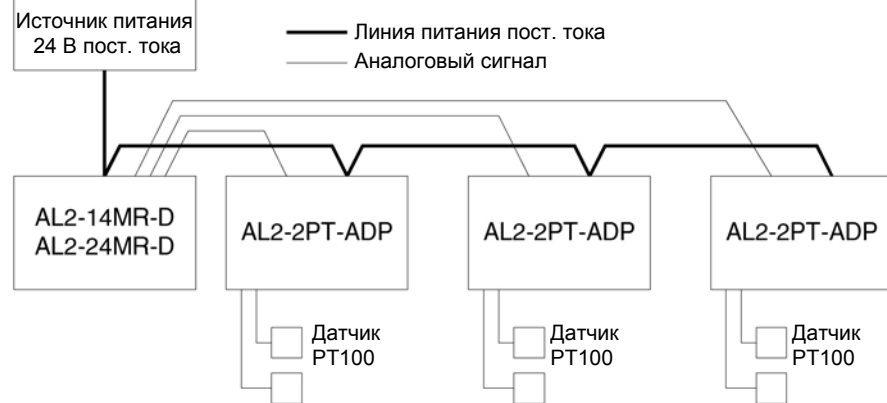 Источник питания
24 В пост. тока
Линия питания пост. тока
Аналоговый сигнал
AL2-14MR-D
AL2-24MR-D
AL2-2PT-ADP
AL2-2PT-ADP
AL2-2PT-ADP
Датчик
PT100
Датчик
PT100
Датчик
PT100